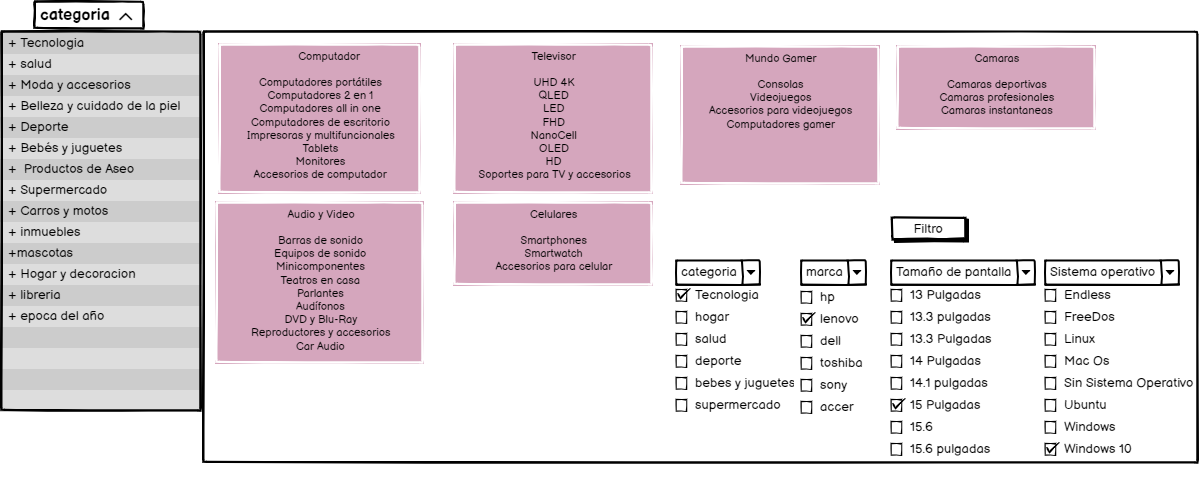 categoria
+ Tecnologia
+ salud
+ Moda y accesorios
+ Belleza y cuidado de la piel
+ Deporte
+ Bebés y juguetes
+ Productos de Aseo
+ Supermercado
+ Carros y motos
+ inmuebles
+mascotas
+ Hogar y decoracion
+ libreria
+ epoca del año
Computador
Computadores portátiles
Computadores 2 en 1
Computadores all in one
Computadores de escritorio
Impresoras y multifuncionales
Tablets
Monitores
Accesorios de computador
Televisor
UHD 4K
QLED
LED
FHD
NanoCell
OLED
HD
Soportes para TV y accesorios
Mundo Gamer
Consolas
Videojuegos
Accesorios para videojuegos
Computadores gamer
Camaras
Camaras deportivas
Camaras profesionales
Camaras instantaneas
Audio y Video
Barras de sonido
Equipos de sonido
Minicomponentes
Teatros en casa
Parlantes
Audífonos
DVD y Blu-Ray
Reproductores y accesorios
Car Audio
Celulares
Smartphones
Smartwatch
Accesorios para celular
Filtro
categoria
Tecnologia
hogar
salud
deporte
bebes y juguetes
supermercado
marca
hp
lenovo
dell
toshiba
sony
accer
Tamaño de pantalla
13 Pulgadas
13.3 pulgadas
13.3 Pulgadas
14 Pulgadas
14.1 pulgadas
15 Pulgadas
15.6
15.6 pulgadas
Sistema operativo
Endless
FreeDos
Linux
Mac Os
Sin Sistema Operativo
Ubuntu
Windows
Windows 10